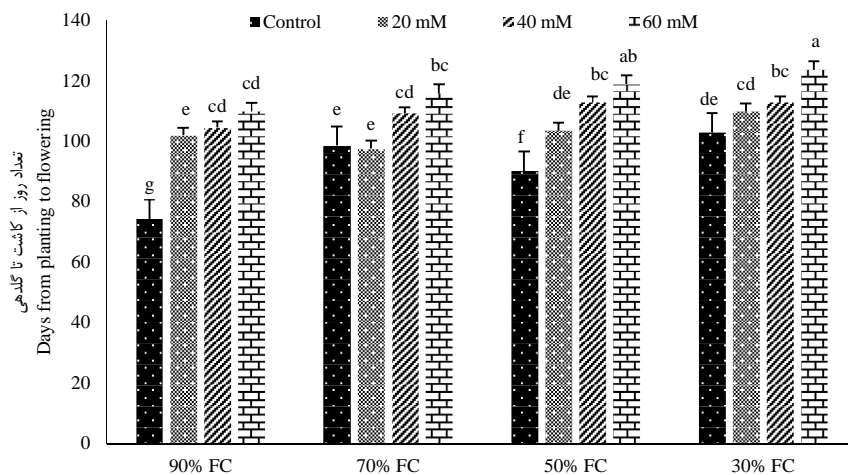 140
Control 20 mM 40 mM 60 mM
120
100
80
60
40
20
0
تعداد روز از کاشت تا گلدهی
Days from planting to flowering
g e cd cd
e e cd bc
f de bc ab
de cd bc a
90% FC 70% FC 50% FC 30% FC